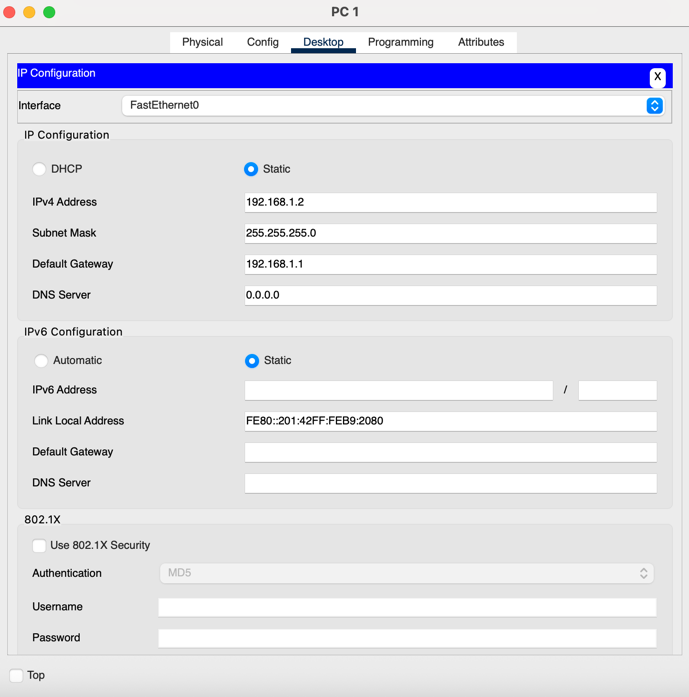 PC 1
Physical Config Desktop Programming Attributes
IP Configuration
X
Interface FastEthernet0
IP Configuration
DHCP Static
IPv4 Address 192.168.1.2
Subnet Mask 255.255.255.0
Default Gateway 192.168.1.1
DNS Server 0.0.0.0
IPv6 Configuration
Automatic Static
IPv6 Address /
Link Local Address FE80::201:42FF:FEB9:2080
Default Gateway
DNS Server
802.1X
Use 802.1X Security
Authentication MD5
Username
Password
Top